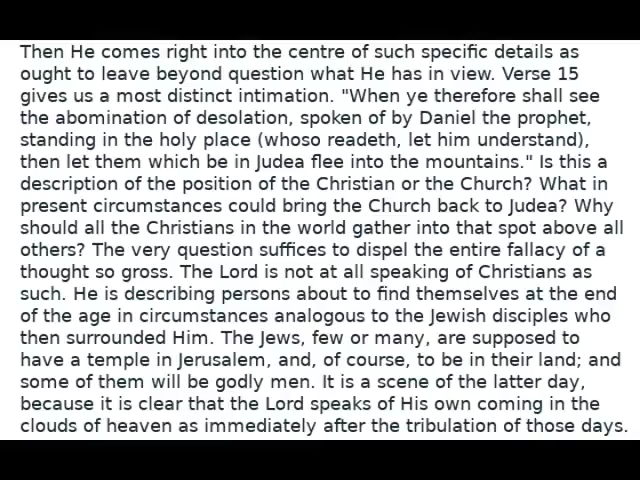 Then He comes right into the centre of such specific details as
ought to leave beyond question what He has in view. Verse 15
gives us a most distinct intimation. "When ye therefore shall see
the abomination of desolation, spoken of by Daniel the prophet,
standing in the holy place (whoso readeth, let him understand),
then let them which be in Judea flee into the mountains." Is this a
description of the position of the Christian or the Church? What in
present circumstances could bring the Church back to Judea? Why
should all the Christians in the world gather into that spot above all
others? The very question suffices to dispel the entire fallacy of a
thought so gross. The Lord is not at all speaking of Christians as
such. He is describing persons about to find themselves at the end
of the age in circumstances analogous to the Jewish disciples who
then surrounded Him. The Jews, few or many, are supposed to
have a temple in Jerusalem, and, of course, to be in their land; and
some of them will be godly men. It is a scene of the latter day,
because it is clear that the Lord speaks of His own coming in the
clouds of heaven as immediately after the tribulation of those days.